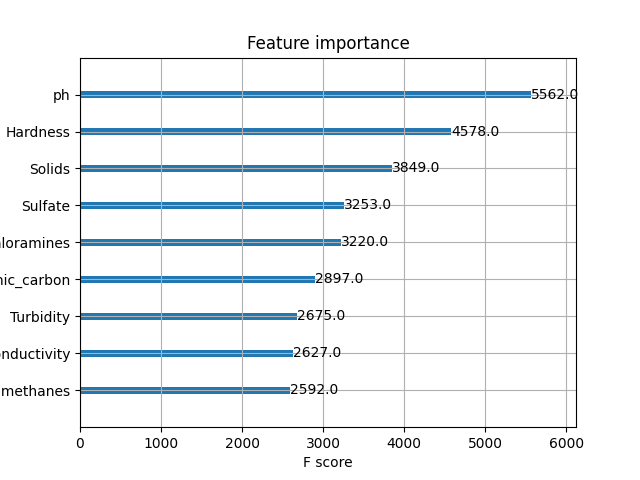 Feature importance
ph 5562.0
Hardness 4578.0
Solids 3849.0
Sulfate 3253.0
loramines 3220.0
nic_carbon 2897.0
Turbidity 2675.0
onductivity 2627.0
methanes 2592.0
0 1000 2000 3000 4000 5000 6000
F score